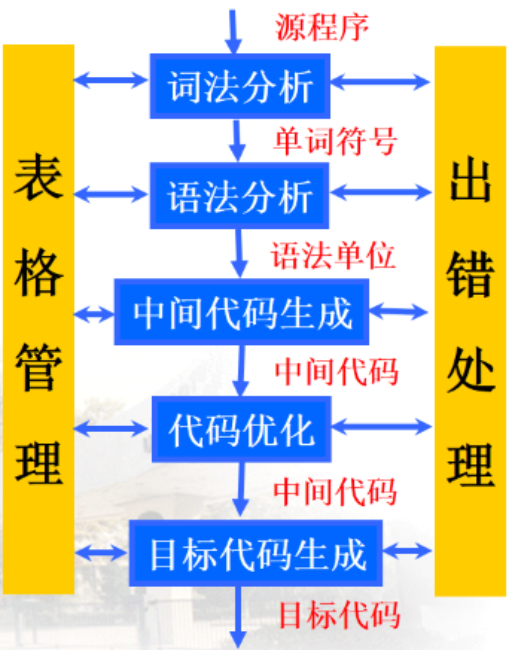 源程序
词法分析
单词符号
语法分析
语法单位
中间代码生成
中间代码
代码优化
中间代码
目标代码生成
目标代码
表格管理
出错处理